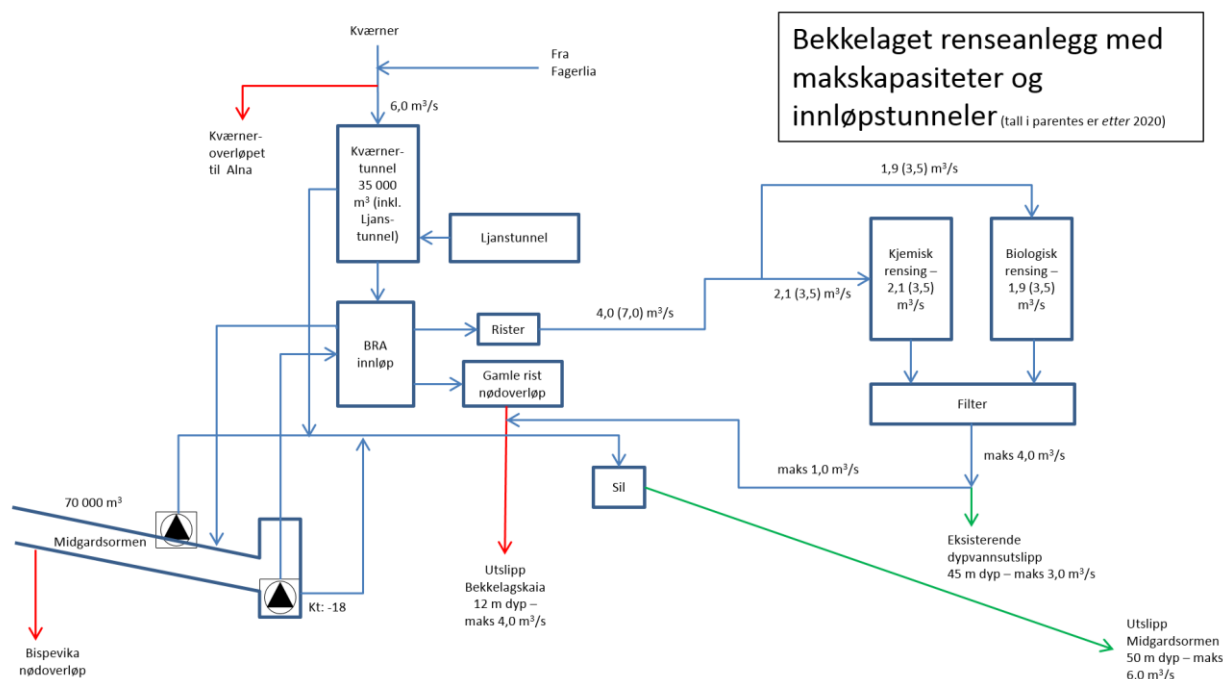 Bekkelaget renseanlegg med
makskapasiteter og
innløpstunneler (tall i parentes er etter 2020)
Kværner
Fra
Fagerlia
6,0 m³/s
Kværner-
overløpet
til Alna
Kværner-
tunnel
35 000
m³ (inkl.
Ljans-
tunnel)
Ljanstunnel
1,9 (3,5) m³/s
Kjemisk
rensing –
2,1 (3,5)
m³/s
Biologisk
rensing –
1,9 (3,5)
m³/s
2,1 (3,5) m³/s
4,0 (7,0) m³/s
Rister
BRA
innløp
Gamle rist
nødoverløp
Filter
maks 4,0 m³/s
maks 1,0 m³/s
Sil
70 000 m³
Midgardsormen
Kt: -18
Bispevika
nødoverløp
Utslipp
Bekkelagskaia
12 m dyp –
maks 4,0 m³/s
Eksisterende
dypvannsutslipp
45 m dyp – maks 3,0 m³/s
Utslipp
Midgardsormen
50 m dyp – maks
6,0 m³/s